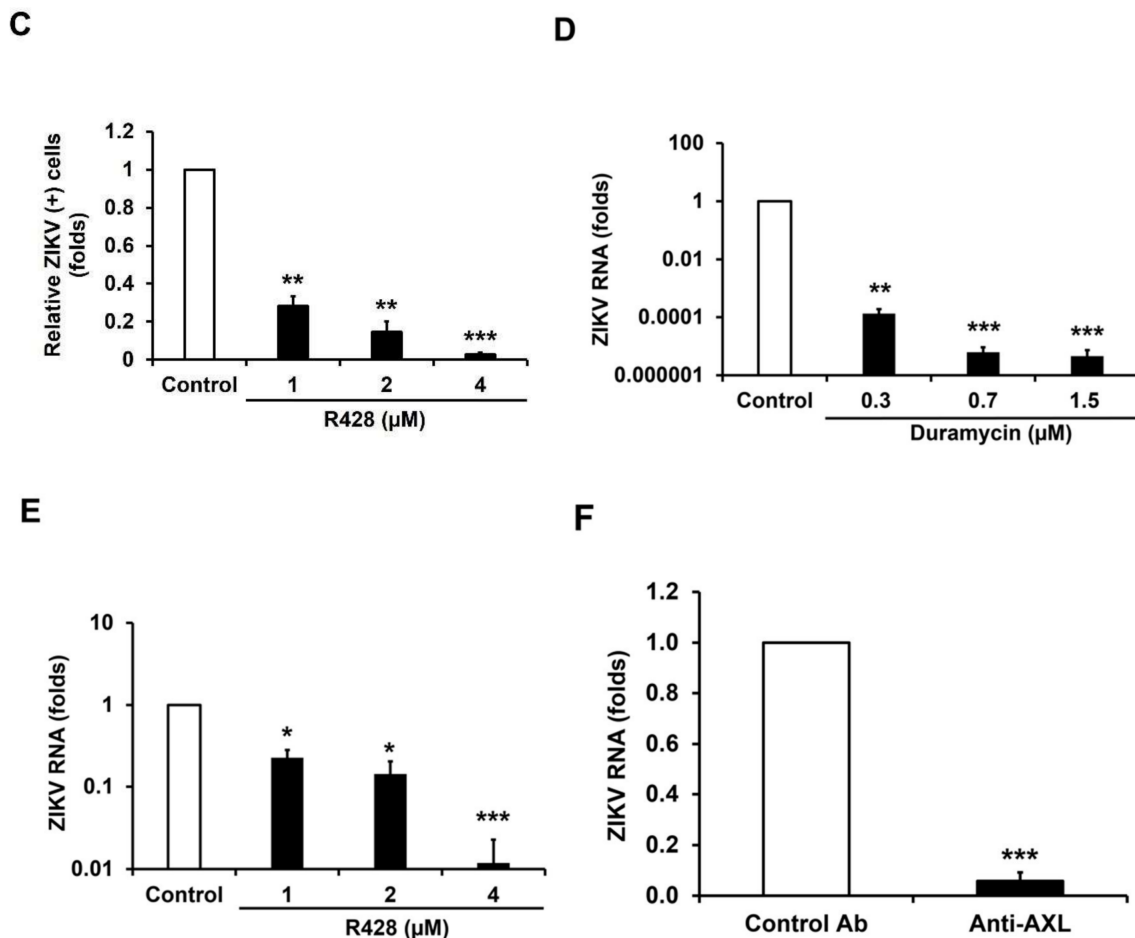 C
Relative ZIKV (+) cells
(folds)
1.2
1
0.8
0.6
0.4
0.2
0
**
**
***
Control
1
2
4
R428 (µM)
D
ZIKV RNA (folds)
100
1
0.01
0.0001
0.000001
**
***
***
Control
0.3
0.7
1.5
Duramycin (µM)
E
ZIKV RNA (folds)
10
1
0.1
0.01
*
*
***
Control
1
2
4
R428 (µM)
F
ZIKV RNA (folds)
1.2
1.0
0.8
0.6
0.4
0.2
0.0
***
Control Ab
Anti-AXL